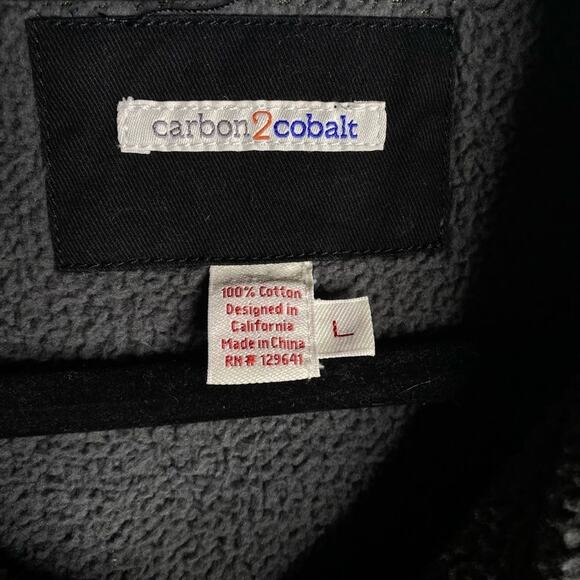 carbon2cobalt
100% Cotton
Designed in
California
Made in China
RN# 129641
L